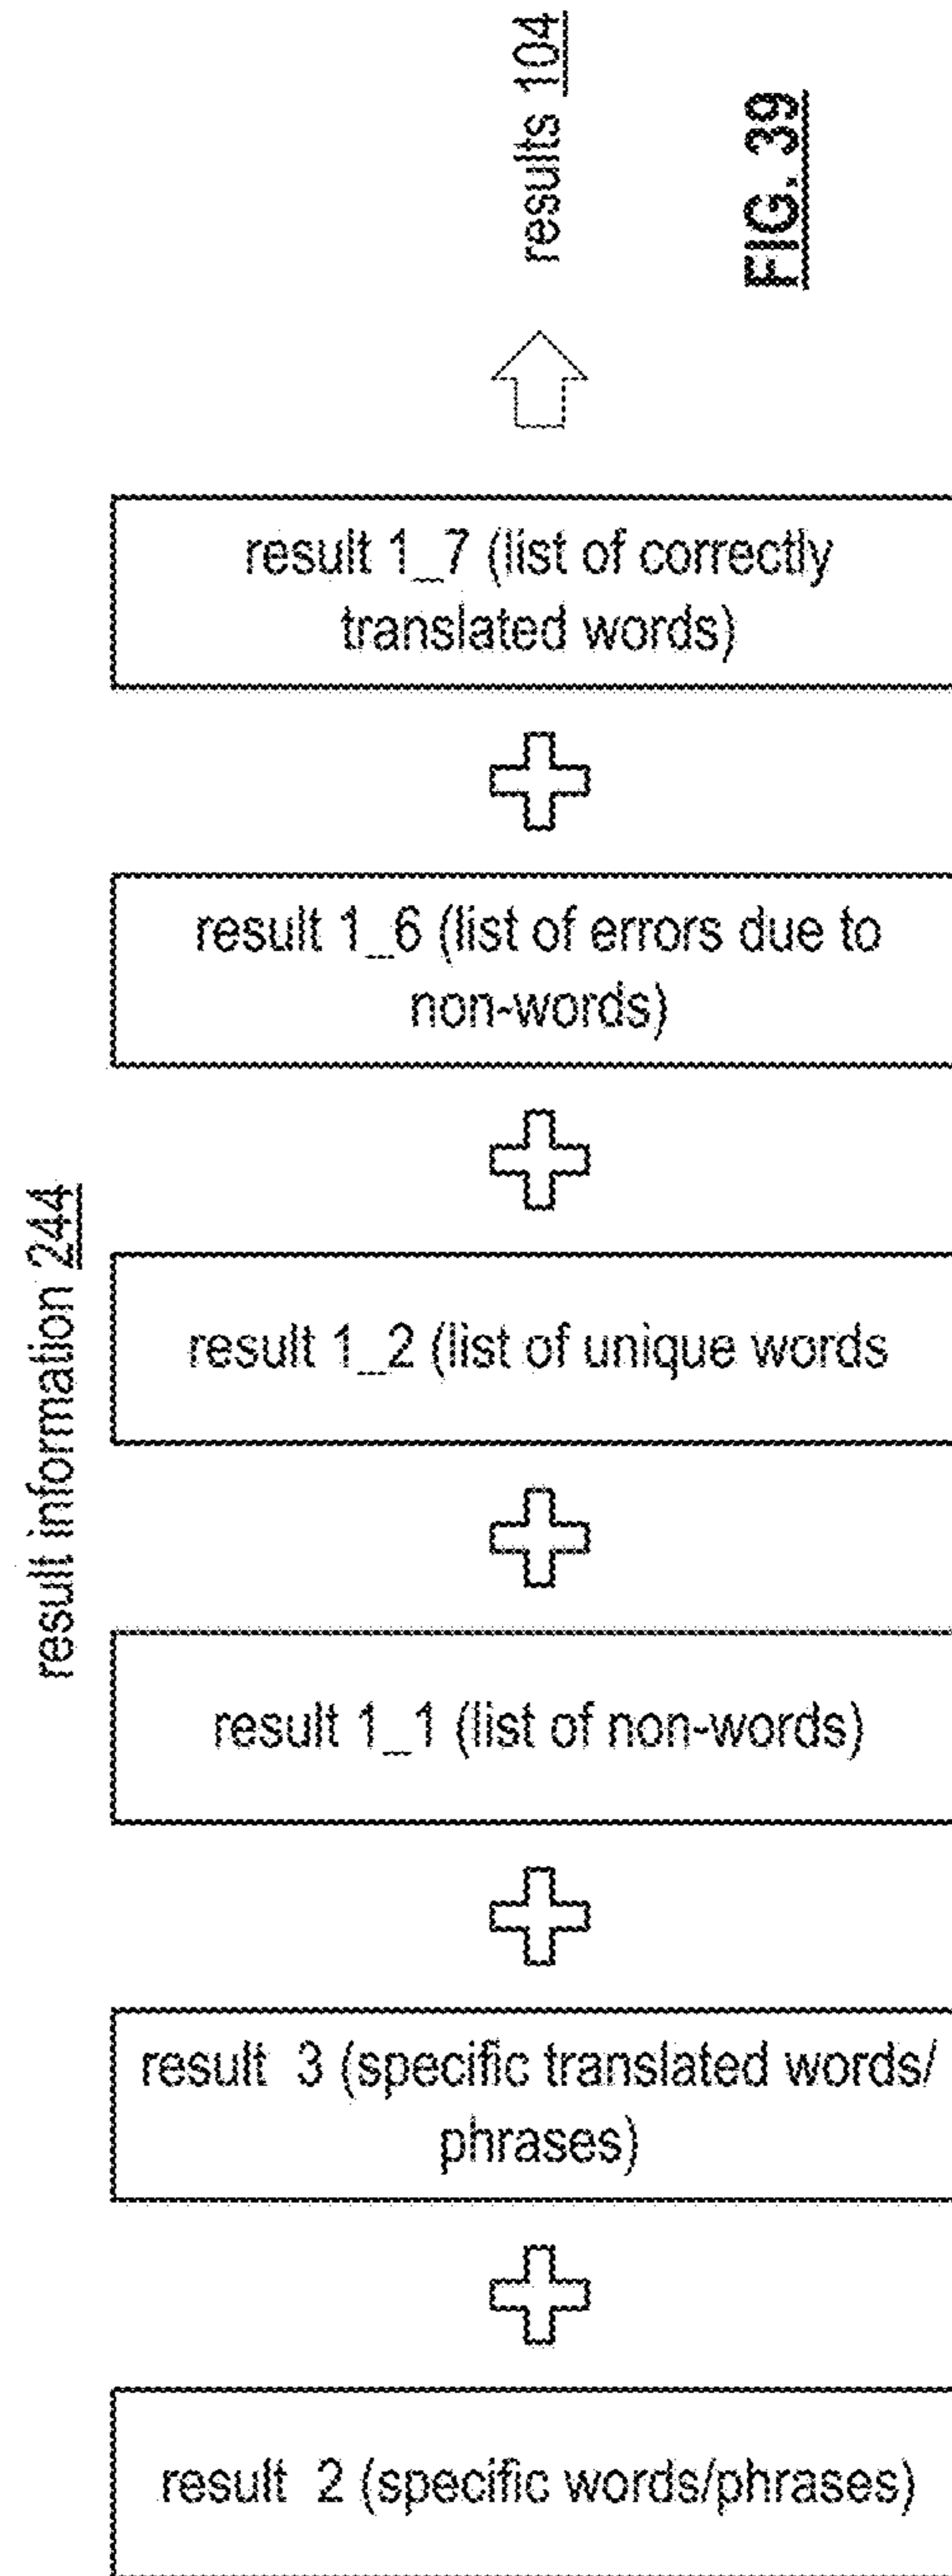 results 104
FIG. 39
result 1_7 (list of correctly
translated words)
result 1_6 (list of errors due to
non-words)
result information 244
result 1_2 (list of unique words
result 1_1 (list of non-words)
result 3 (specific translated words/
phrases)
result 2 (specific words/phrases)